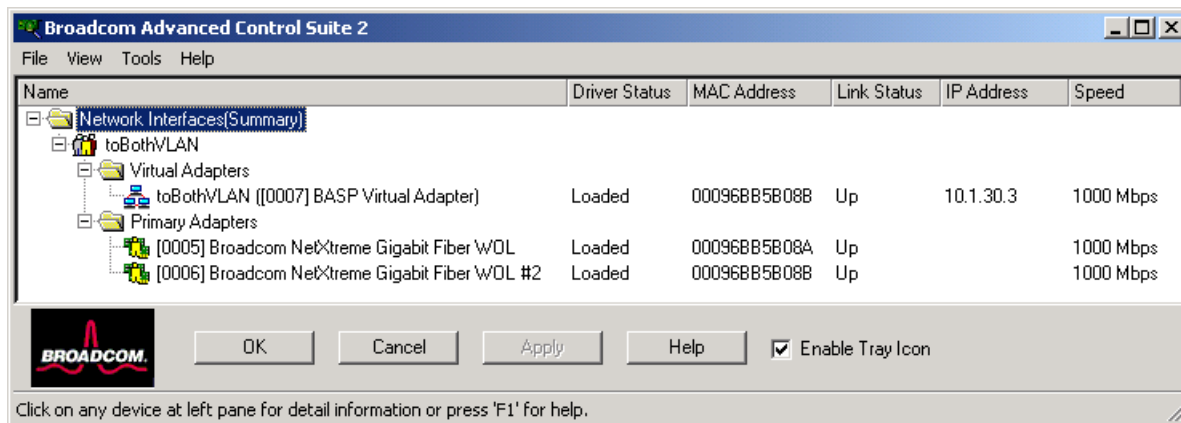 Broadcom Advanced Control Suite 2
File View Tools Help
Name Driver Status MAC Address Link Status IP Address Speed
Network Interfaces(Summary)
toBothVLAN
Virtual Adapters
toBothVLAN ([0007] BASP Virtual Adapter) Loaded 00096BB5B08B Up 10.1.30.3 1000 Mbps
Primary Adapters
[0005] Broadcom NetXtreme Gigabit Fiber WOL Loaded 00096BB5B08A Up 1000 Mbps
[0006] Broadcom NetXtreme Gigabit Fiber WOL #2 Loaded 00096BB5B08B Up 1000 Mbps
BROADCOM. OK Cancel Apply Help Enable Tray Icon
Click on any device at left pane for detail information or press 'F1' for help.